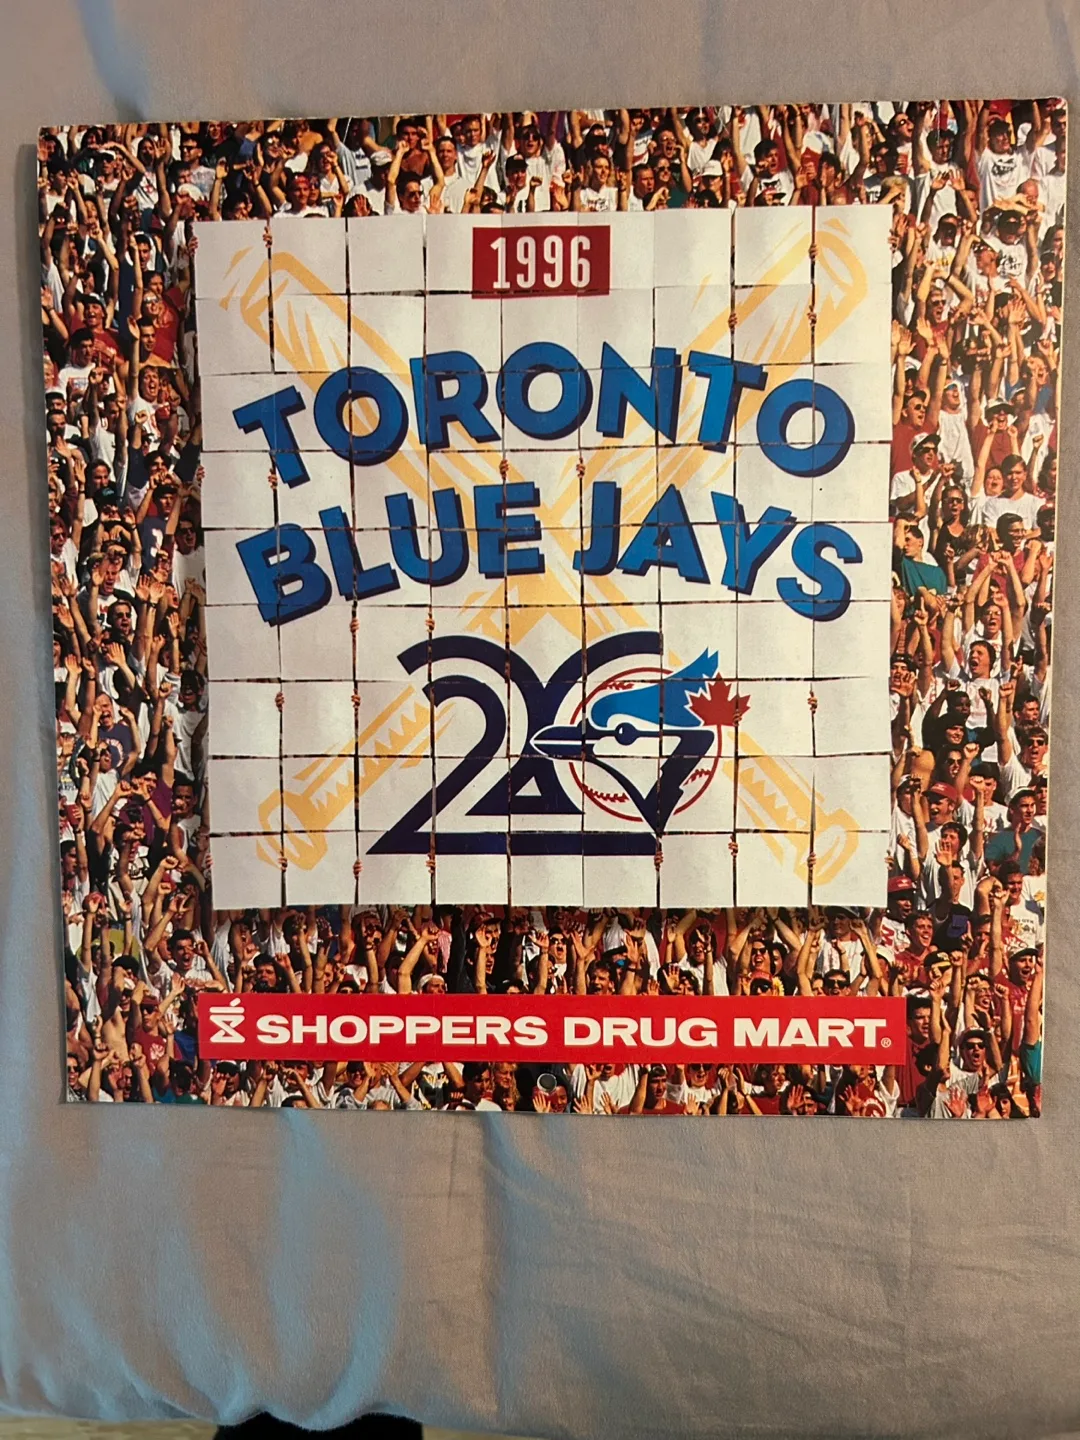 1996
TORONTO
BLUE JAYS
20
SHOPPERS DRUG MART®